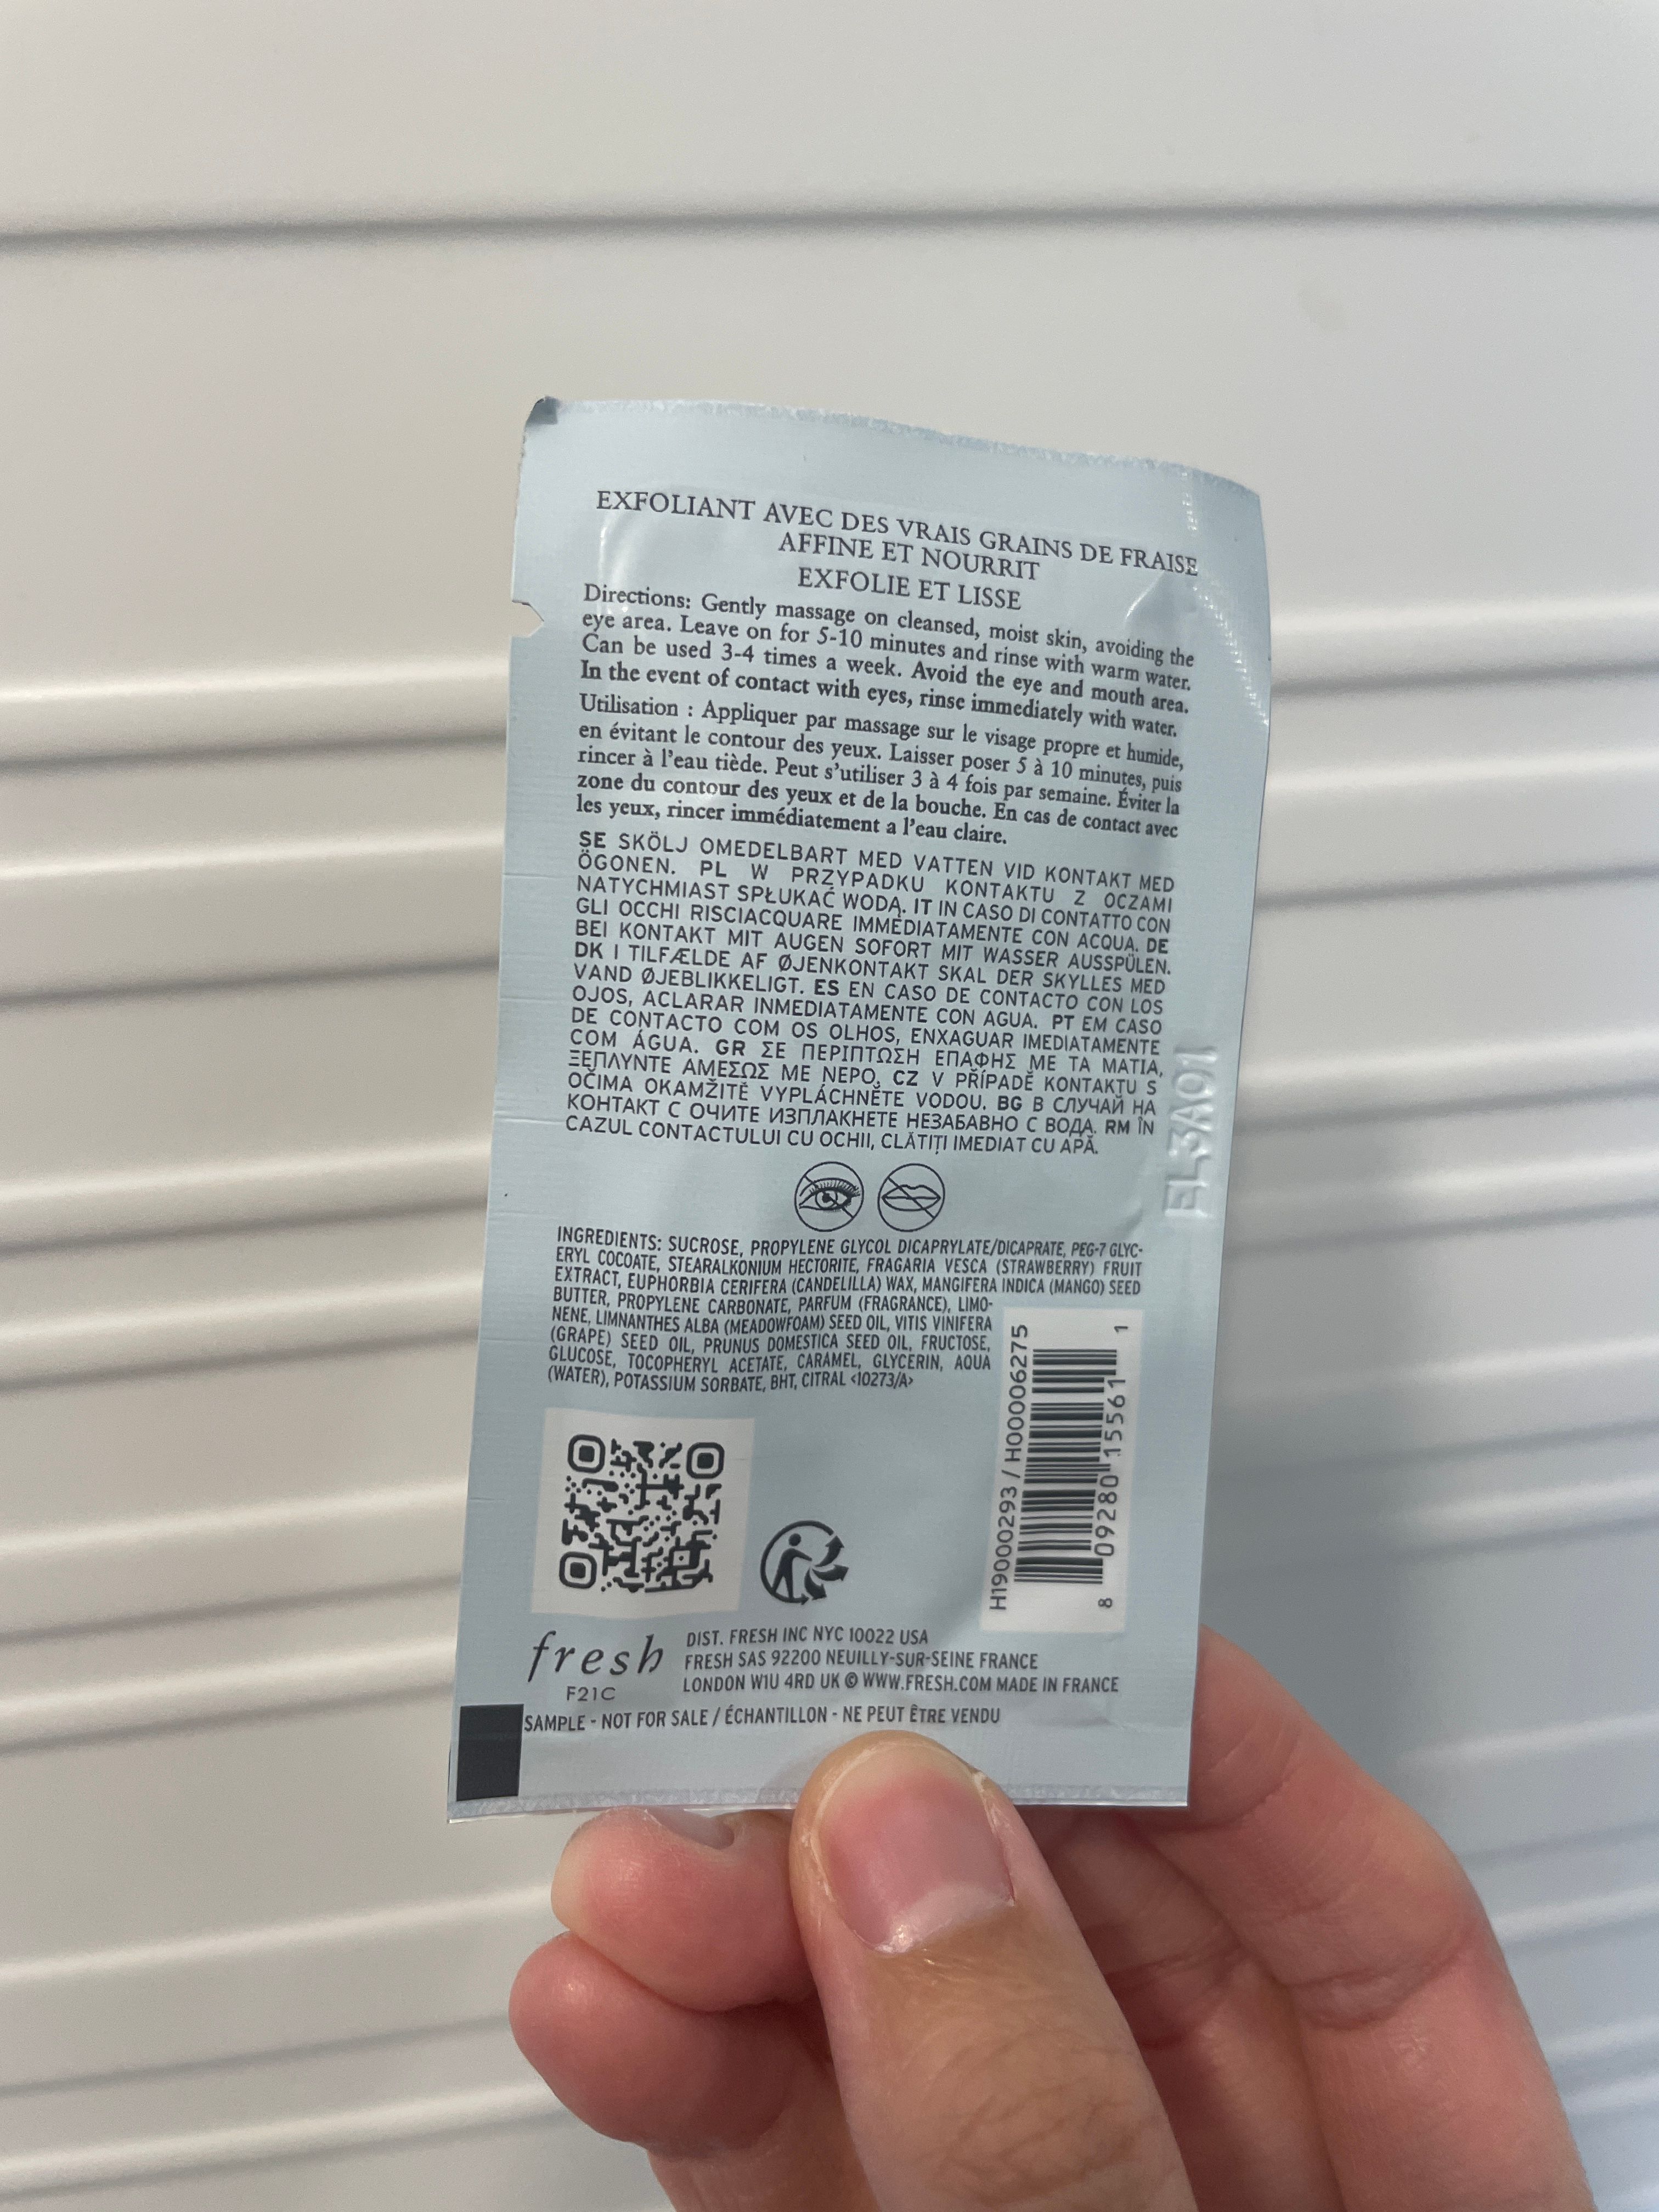 EXFOLIANT AVEC DES VRAIS GRAINS DE FRAISE
AFFINE ET NOURRIT
EXFOLIE ET LISSE
Directions: Gently massage on cleansed, moist skin, avoiding the
eye area. Leave on for 5-10 minutes and rinse with warm water.
Can be used 3-4 times a week. Avoid the eye and mouth area.
In the event of contact with eyes, rinse immediately with water.
Utilisation : Appliquer par massage sur le visage propre et humide,
en évitant le contour des yeux. Laisser poser 5 à 10 minutes, puis
rincer à l'eau tiède. Peut s'utiliser 3 à 4 fois par semaine. Éviter la
zone du contour des yeux et de la bouche. En cas de contact avec
les yeux, rincer immédiatement a l'eau claire.
SE SKÖLJ OMEDELBART MED VATTEN VID KONTAKT MED
ÖGONEN. PL W PRZYPADKU KONTAKTU Z OCZAMI
NATYCHMIAST SPŁUKAĆ WODĄ. IT IN CASO DI CONTATTO CON
GLI OCCHI RISCIACQUARE IMMEDIATAMENTE CON ACQUA. DE
BEI KONTAKT MIT AUGEN SOFORT MIT WASSER AUSSPÜLEN.
DK I TILFÆLDE AF ØJENKONTAKT SKAL DER SKYLLES MED
VAND ØJEBLIKKELIGT. ES EN CASO DE CONTACTO CON LOS
OJOS, ACLARAR INMEDIATAMENTE CON AGUA. PT EM CASO
DE CONTACTO COM OS OLHOS, ENXAGUAR IMEDIATAMENTE
COM ÁGUA. GR ΣΕ ΠΕΡΙΠΤΩΣΗ ΕΠΑΦΗΣ ΜΕ ΤΑ ΜΑΤΙΑ,
ΞΕΠΛΥΝΤΕ ΑΜΕΣΩΣ ΜΕ ΝΕΡΟ. CZ V PŘÍPADĚ KONTAKTU S
OČIMA OKAMŽITĚ VYPLÁCHNĚTE VODOU. BG В СЛУЧАЙ НА
КОНТАКТ С ОЧИТЕ ИЗПЛАКНЕТЕ НЕЗАБАВНО С ВОДА. RM ÎN
CAZUL CONTACTULUI CU OCHII, CLĂTIȚI IMEDIAT CU APĂ.
EL3A01
INGREDIENTS: SUCROSE, PROPYLENE GLYCOL DICAPRYLATE/DICAPRATE, PEG-7 GLYC-
ERYL COCOATE, STEARALKONIUM HECTORITE, FRAGARIA VESCA (STRAWBERRY) FRUIT
EXTRACT, EUPHORBIA CERIFERA (CANDELILLA) WAX, MANGIFERA INDICA (MANGO) SEED
BUTTER, PROPYLENE CARBONATE, PARFUM (FRAGRANCE), LIMO-
NENE, LIMNANTHES ALBA (MEADOWFOAM) SEED OIL, VITIS VINIFERA
(GRAPE) SEED OIL, PRUNUS DOMESTICA SEED OIL, FRUCTOSE,
GLUCOSE, TOCOPHERYL ACETATE, CARAMEL, GLYCERIN, AQUA
(WATER), POTASSIUM SORBATE, BHT, CITRAL <10273/A>
H19000293 / H00006275
8 09280 15561 1
fresh
F21C
DIST. FRESH INC NYC 10022 USA
FRESH SAS 92200 NEUILLY-SUR-SEINE FRANCE
LONDON W1U 4RD UK © WWW.FRESH.COM MADE IN FRANCE
SAMPLE - NOT FOR SALE / ÉCHANTILLON - NE PEUT ÊTRE VENDU